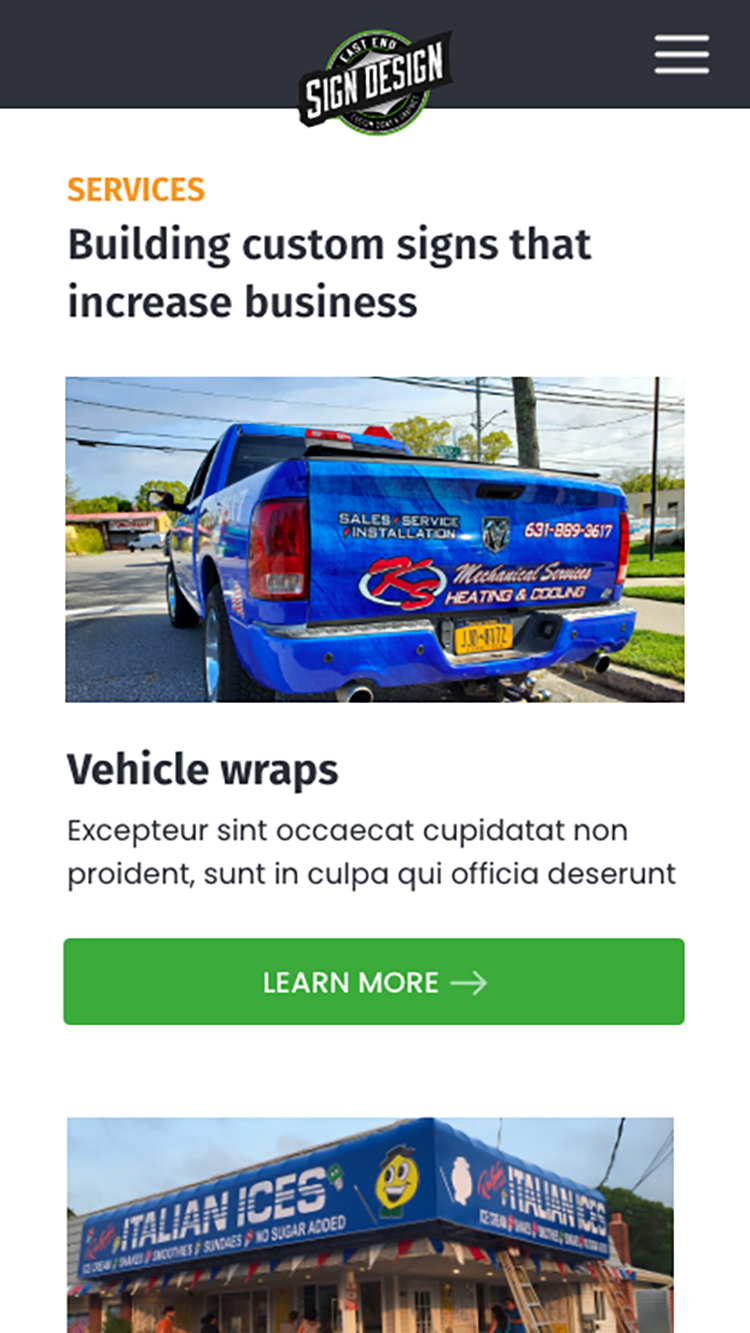 EAST END
SIGN DESIGN
SERVICES
Building custom signs that
increase business
SALES SERVICE
INSTALLATION
631-889-3617
KS
Mechanical Services
HEATING & COOLING
Vehicle wraps
Excepteur sint occaecat cupidatat non
proident, sunt in culpa qui officia deserunt
LEARN MORE
ITALIAN ICES
ICE CREAM SHAKES SMOOTHIES SUNDAES NO SUGAR ADDED
ITALIAN ICES